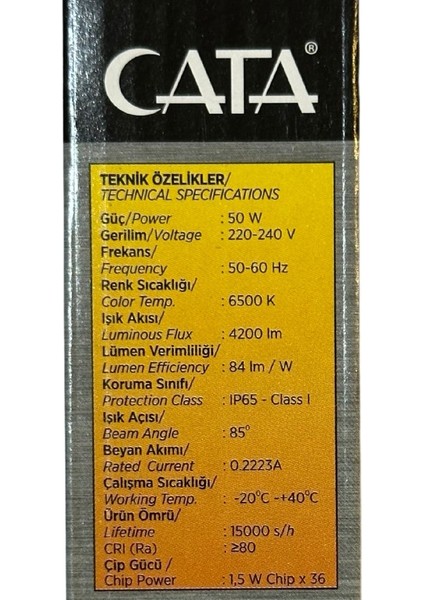 CATA®
TEKNİK ÖZELİKLER/
TECHNICAL SPECIFICATIONS
Güç/Power : 50 W
Gerilim/Voltage : 220-240 V
Frekans/
Frequency : 50-60 Hz
Renk Sıcaklığı/
Color Temp. : 6500 K
Işık Akısı/
Luminous Flux : 4200 lm
Lümen Verimliliği/
Lumen Efficiency : 84 lm / W
Koruma Sınıfı/
Protection Class : IP65 - Class I
Işık Açısı/
Beam Angle : 85°
Beyan Akımı/
Rated Current : 0.2223A
Çalışma Sıcaklığı/
Working Temp. : -20°C -+40°C
Ürün Ömrü/
Lifetime : 15000 s/h
CRI (Ra) : ≥80
Çip Gücü /
Chip Power : 1,5 W Chip x 36